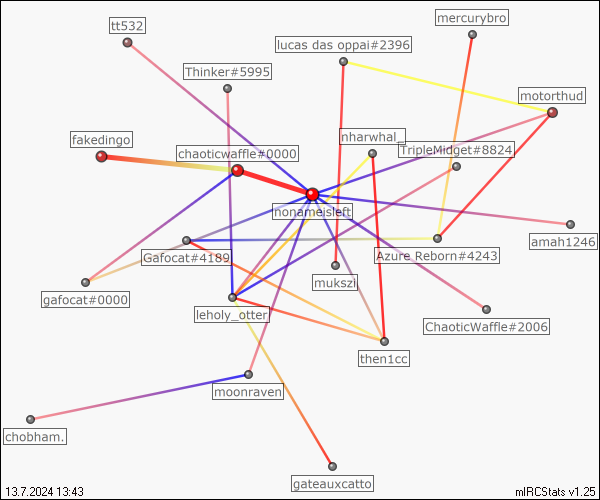 tt532
mercurybro
lucas das oppai#2396
Thinker#5995
motorthud
fakedingo
nharwhal_
chaoticwaffle#0000
TripleMidget#8824
nonameisleft
amah1246
Gafocat#4189
Azure Reborn#4243
mukszi
gafocat#0000
leholy_otter
ChaoticWaffle#2006
then1cc
moonraven
chobham.
gateauxcatto
13.7.2024 13:43
mIRCStats v1.25